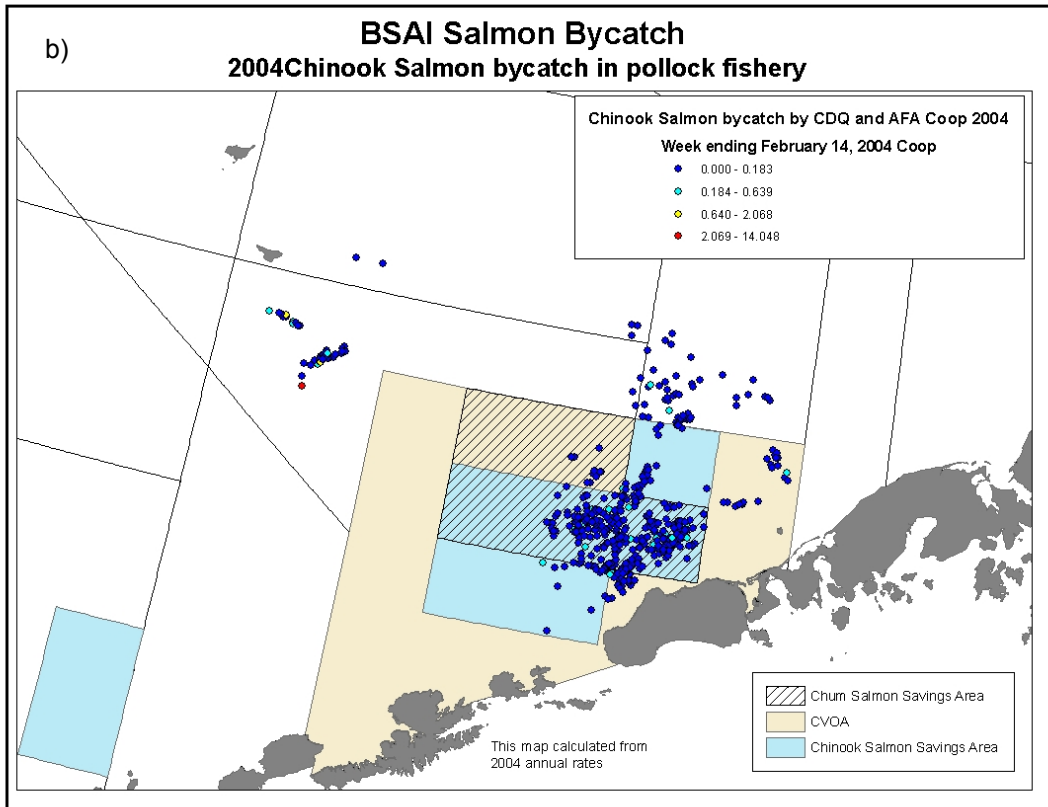 b)
BSAI Salmon Bycatch
2004Chinook Salmon bycatch in pollock fishery
Chinook Salmon bycatch by CDQ and AFA Coop 2004
Week ending February 14, 2004 Coop
0.000 - 0.183
0.184 - 0.639
0.640 - 2.068
2.069 - 14.048
Chum Salmon Savings Area
CVOA
Chinook Salmon Savings Area
This map calculated from
2004 annual rates